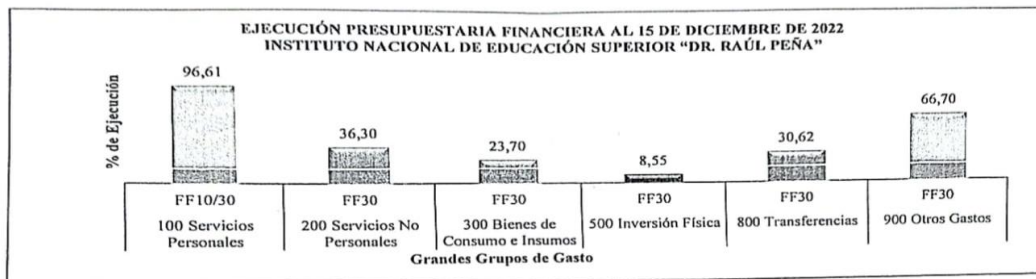 EJECUCIÓN PRESUPUESTARIA FINANCIERA AL 15 DE DICIEMBRE DE 2022
INSTITUTO NACIONAL DE EDUCACIÓN SUPERIOR "DR. RAÚL PEÑA"
% de Ejecución
96,61
36,30
23,70
8,55
30,62
66,70
FF10/30
FF30
FF30
FF30
FF30
FF30
100 Servicios
Personales
200 Servicios No
Personales
300 Bienes de
Consumo e Insumos
500 Inversión Física
800 Transferencias
900 Otros Gastos
Grandes Grupos de Gasto